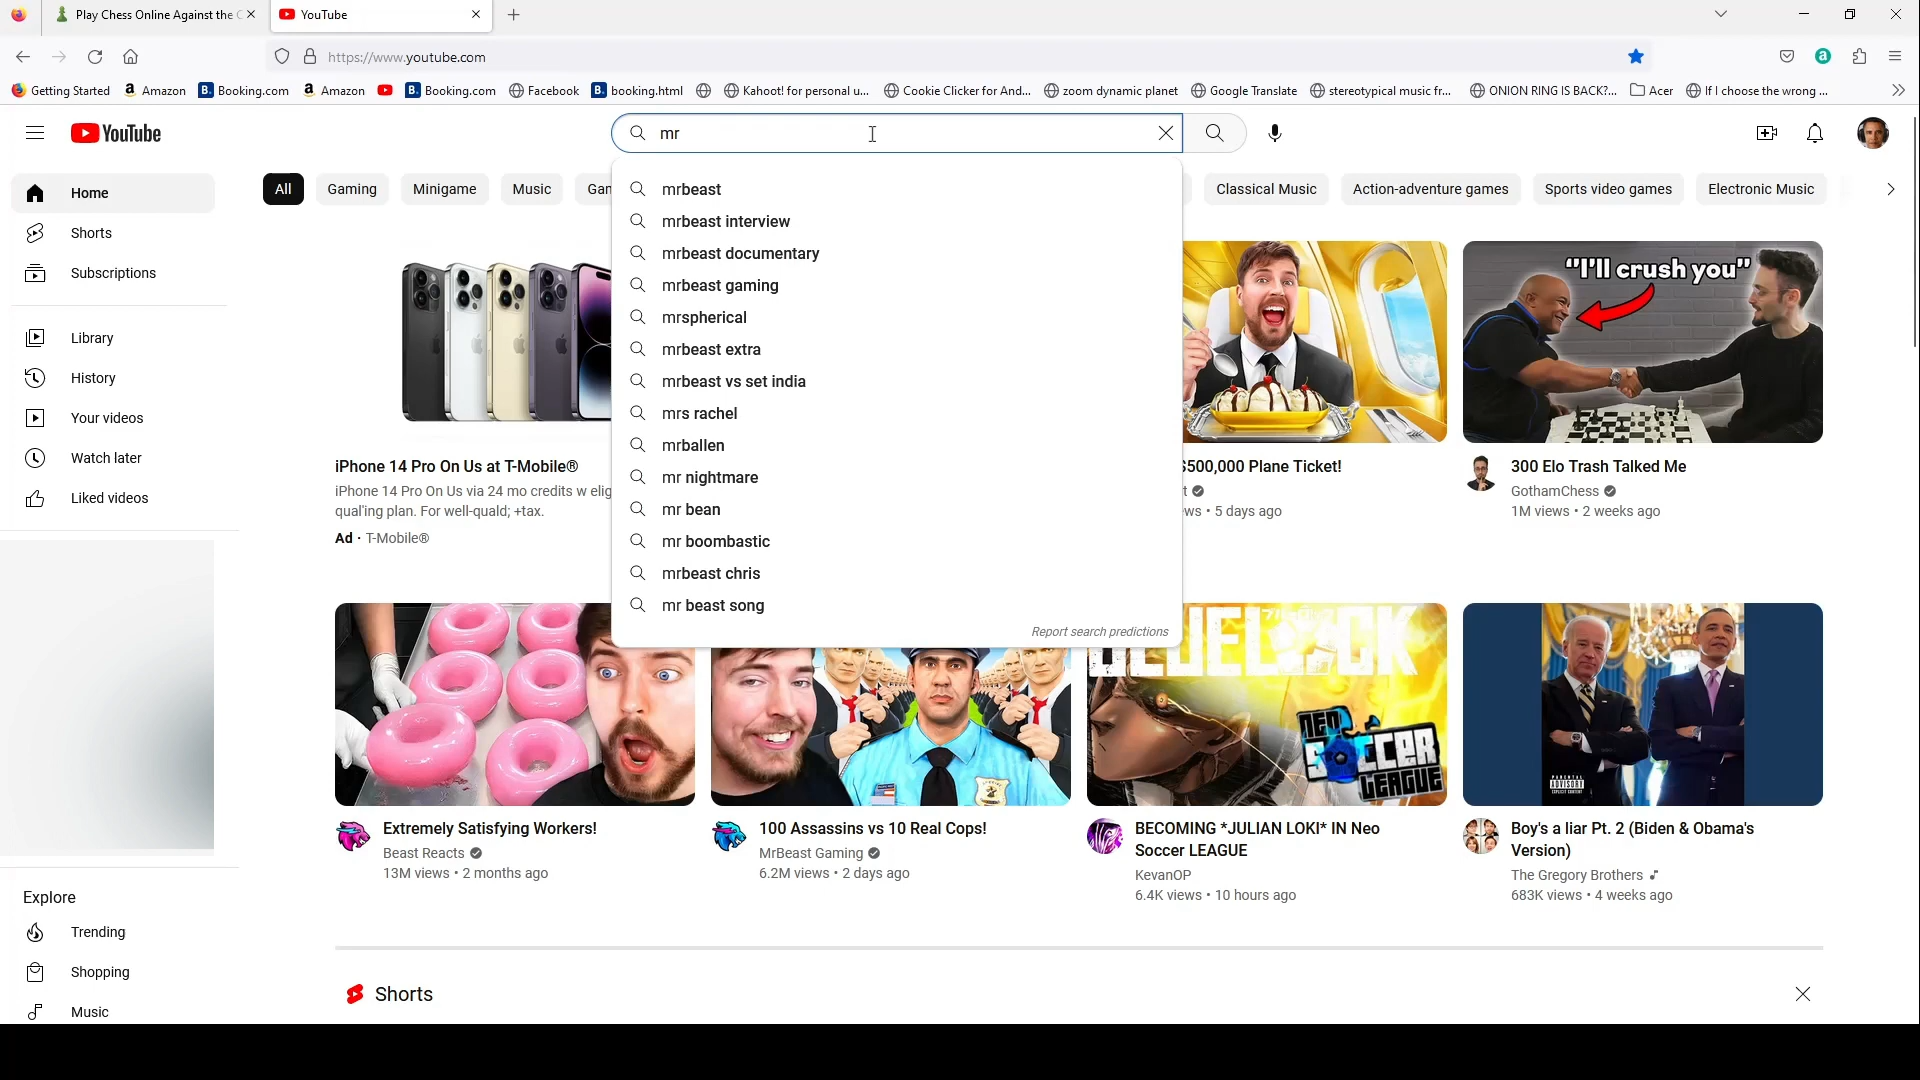 Play Chess Online Against the C
YouTube
https://www.youtube.com
Getting Started
Amazon
Booking.com
Amazon
Booking.com
Facebook
booking.html
Kahoot! for personal u...
Cookie Clicker for And...
zoom dynamic planet
Google Translate
stereotypical music fr...
ONION RING IS BACK?...
Acer
If I choose the wrong ...
YouTube
mr
Home
Shorts
Subscriptions
Library
History
Your videos
Watch later
Liked videos
Explore
Trending
Shopping
Music
All
Gaming
Minigame
Music
Gar
Classical Music
Action-adventure games
Sports video games
Electronic Music
mrbeast
mrbeast interview
mrbeast documentary
mrbeast gaming
mrspherical
mrbeast extra
mrbeast vs set india
mrs rachel
mrballen
mr nightmare
mr bean
mr boombastic
mrbeast chris
mr beast song
Report search predictions
iPhone 14 Pro On Us at T-Mobile®
iPhone 14 Pro On Us via 24 mo credits w elig
qual'ing plan. For well-quald; +tax.
Ad · T-Mobile®
$500,000 Plane Ticket!
t
ws • 5 days ago
"I'll crush you"
300 Elo Trash Talked Me
GothamChess
1M views • 2 weeks ago
Extremely Satisfying Workers!
Beast Reacts
13M views • 2 months ago
100 Assassins vs 10 Real Cops!
MrBeast Gaming
6.2M views • 2 days ago
NEO
SOCCER
LEAGUE
BECOMING *JULIAN LOKI* IN Neo
Soccer LEAGUE
KevanOP
6.4K views • 10 hours ago
PARENTAL
ADVISORY
EXPLICIT CONTENT
Boy's a liar Pt. 2 (Biden & Obama's
Version)
The Gregory Brothers
683K views • 4 weeks ago
Shorts